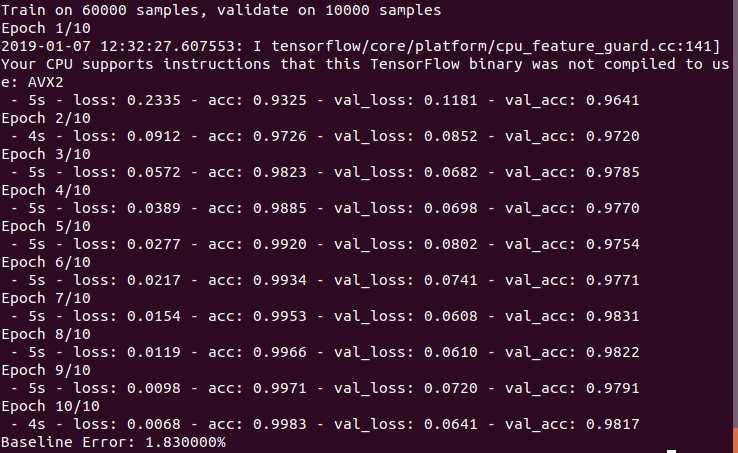 Train on 60000 samples, validate on 10000 samples
Epoch 1/10
2019-01-07 12:32:27.607553: I tensorflow/core/platform/cpu_feature_guard.cc:141]
Your CPU supports instructions that this TensorFlow binary was not compiled to us
e: AVX2
 - 5s - loss: 0.2335 - acc: 0.9325 - val_loss: 0.1181 - val_acc: 0.9641
Epoch 2/10
 - 4s - loss: 0.0912 - acc: 0.9726 - val_loss: 0.0852 - val_acc: 0.9720
Epoch 3/10
 - 5s - loss: 0.0572 - acc: 0.9823 - val_loss: 0.0682 - val_acc: 0.9785
Epoch 4/10
 - 5s - loss: 0.0389 - acc: 0.9885 - val_loss: 0.0698 - val_acc: 0.9770
Epoch 5/10
 - 5s - loss: 0.0277 - acc: 0.9920 - val_loss: 0.0802 - val_acc: 0.9754
Epoch 6/10
 - 5s - loss: 0.0217 - acc: 0.9934 - val_loss: 0.0741 - val_acc: 0.9771
Epoch 7/10
 - 5s - loss: 0.0154 - acc: 0.9953 - val_loss: 0.0608 - val_acc: 0.9831
Epoch 8/10
 - 5s - loss: 0.0119 - acc: 0.9966 - val_loss: 0.0610 - val_acc: 0.9822
Epoch 9/10
 - 5s - loss: 0.0098 - acc: 0.9971 - val_loss: 0.0720 - val_acc: 0.9791
Epoch 10/10
 - 4s - loss: 0.0068 - acc: 0.9983 - val_loss: 0.0641 - val_acc: 0.9817
Baseline Error: 1.830000%